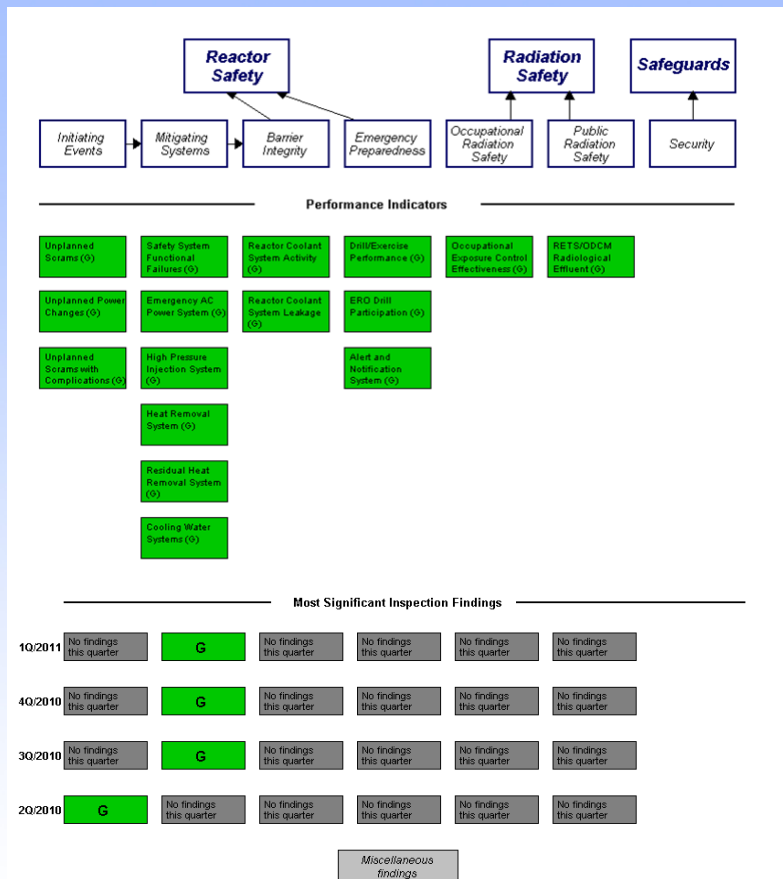 Reactor
Safety
Radiation
Safety
Safeguards
Initiating
Events
Mitigating
Systems
Barrier
Integrity
Emergency
Preparedness
Occupational
Radiation
Safety
Public
Radiation
Safety
Security
Performance Indicators
Unplanned
Scrams (G)
Safety System
Functional
Failures (G)
Reactor Coolant
System Activity (G)
Drill/Exercise
Performance (G)
Occupational
Exposure Control
Effectiveness (G)
RETS/ODCM
Radiological
Effluent (G)
Unplanned Power
Changes (G)
Emergency AC
Power System (G)
Reactor Coolant
System Leakage
(G)
ERO Drill
Participation (G)
Unplanned
Scrams with
Complications (G)
High Pressure
Injection System
(G)
Alert and
Notification
System (G)
Heat Removal
System (G)
Residual Heat
Removal System
(G)
Cooling Water
Systems (G)
Most Significant Inspection Findings
1Q/2011
No findings
this quarter
G
No findings
this quarter
No findings
this quarter
No findings
this quarter
No findings
this quarter
4Q/2010
No findings
this quarter
G
No findings
this quarter
No findings
this quarter
No findings
this quarter
No findings
this quarter
3Q/2010
No findings
this quarter
G
No findings
this quarter
No findings
this quarter
No findings
this quarter
No findings
this quarter
2Q/2010
G
No findings
this quarter
No findings
this quarter
No findings
this quarter
No findings
this quarter
No findings
this quarter
Miscellaneous
findings